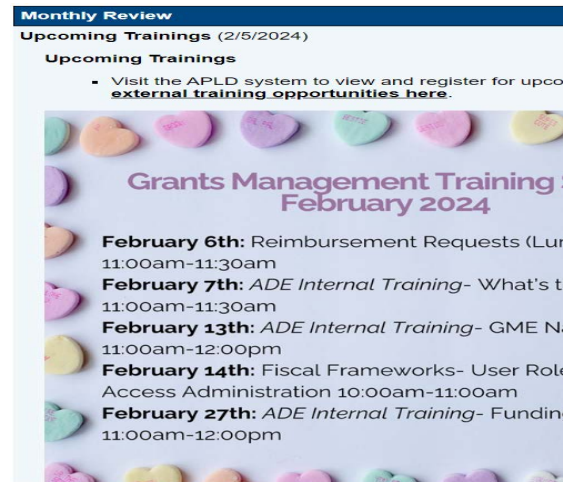 Monthly Review
Upcoming Trainings (2/5/2024)
Upcoming Trainings
▪ Visit the APLD system to view and register for upco
external training opportunities here.
Grants Management Training S
February 2024
February 6th: Reimbursement Requests (Lun
11:00am-11:30am
February 7th: ADE Internal Training- What's t
11:00am-11:30am
February 13th: ADE Internal Training- GME Na
11:00am-12:00pm
February 14th: Fiscal Frameworks- User Role
Access Administration 10:00am-11:00am
February 27th: ADE Internal Training- Funding
11:00am-12:00pm